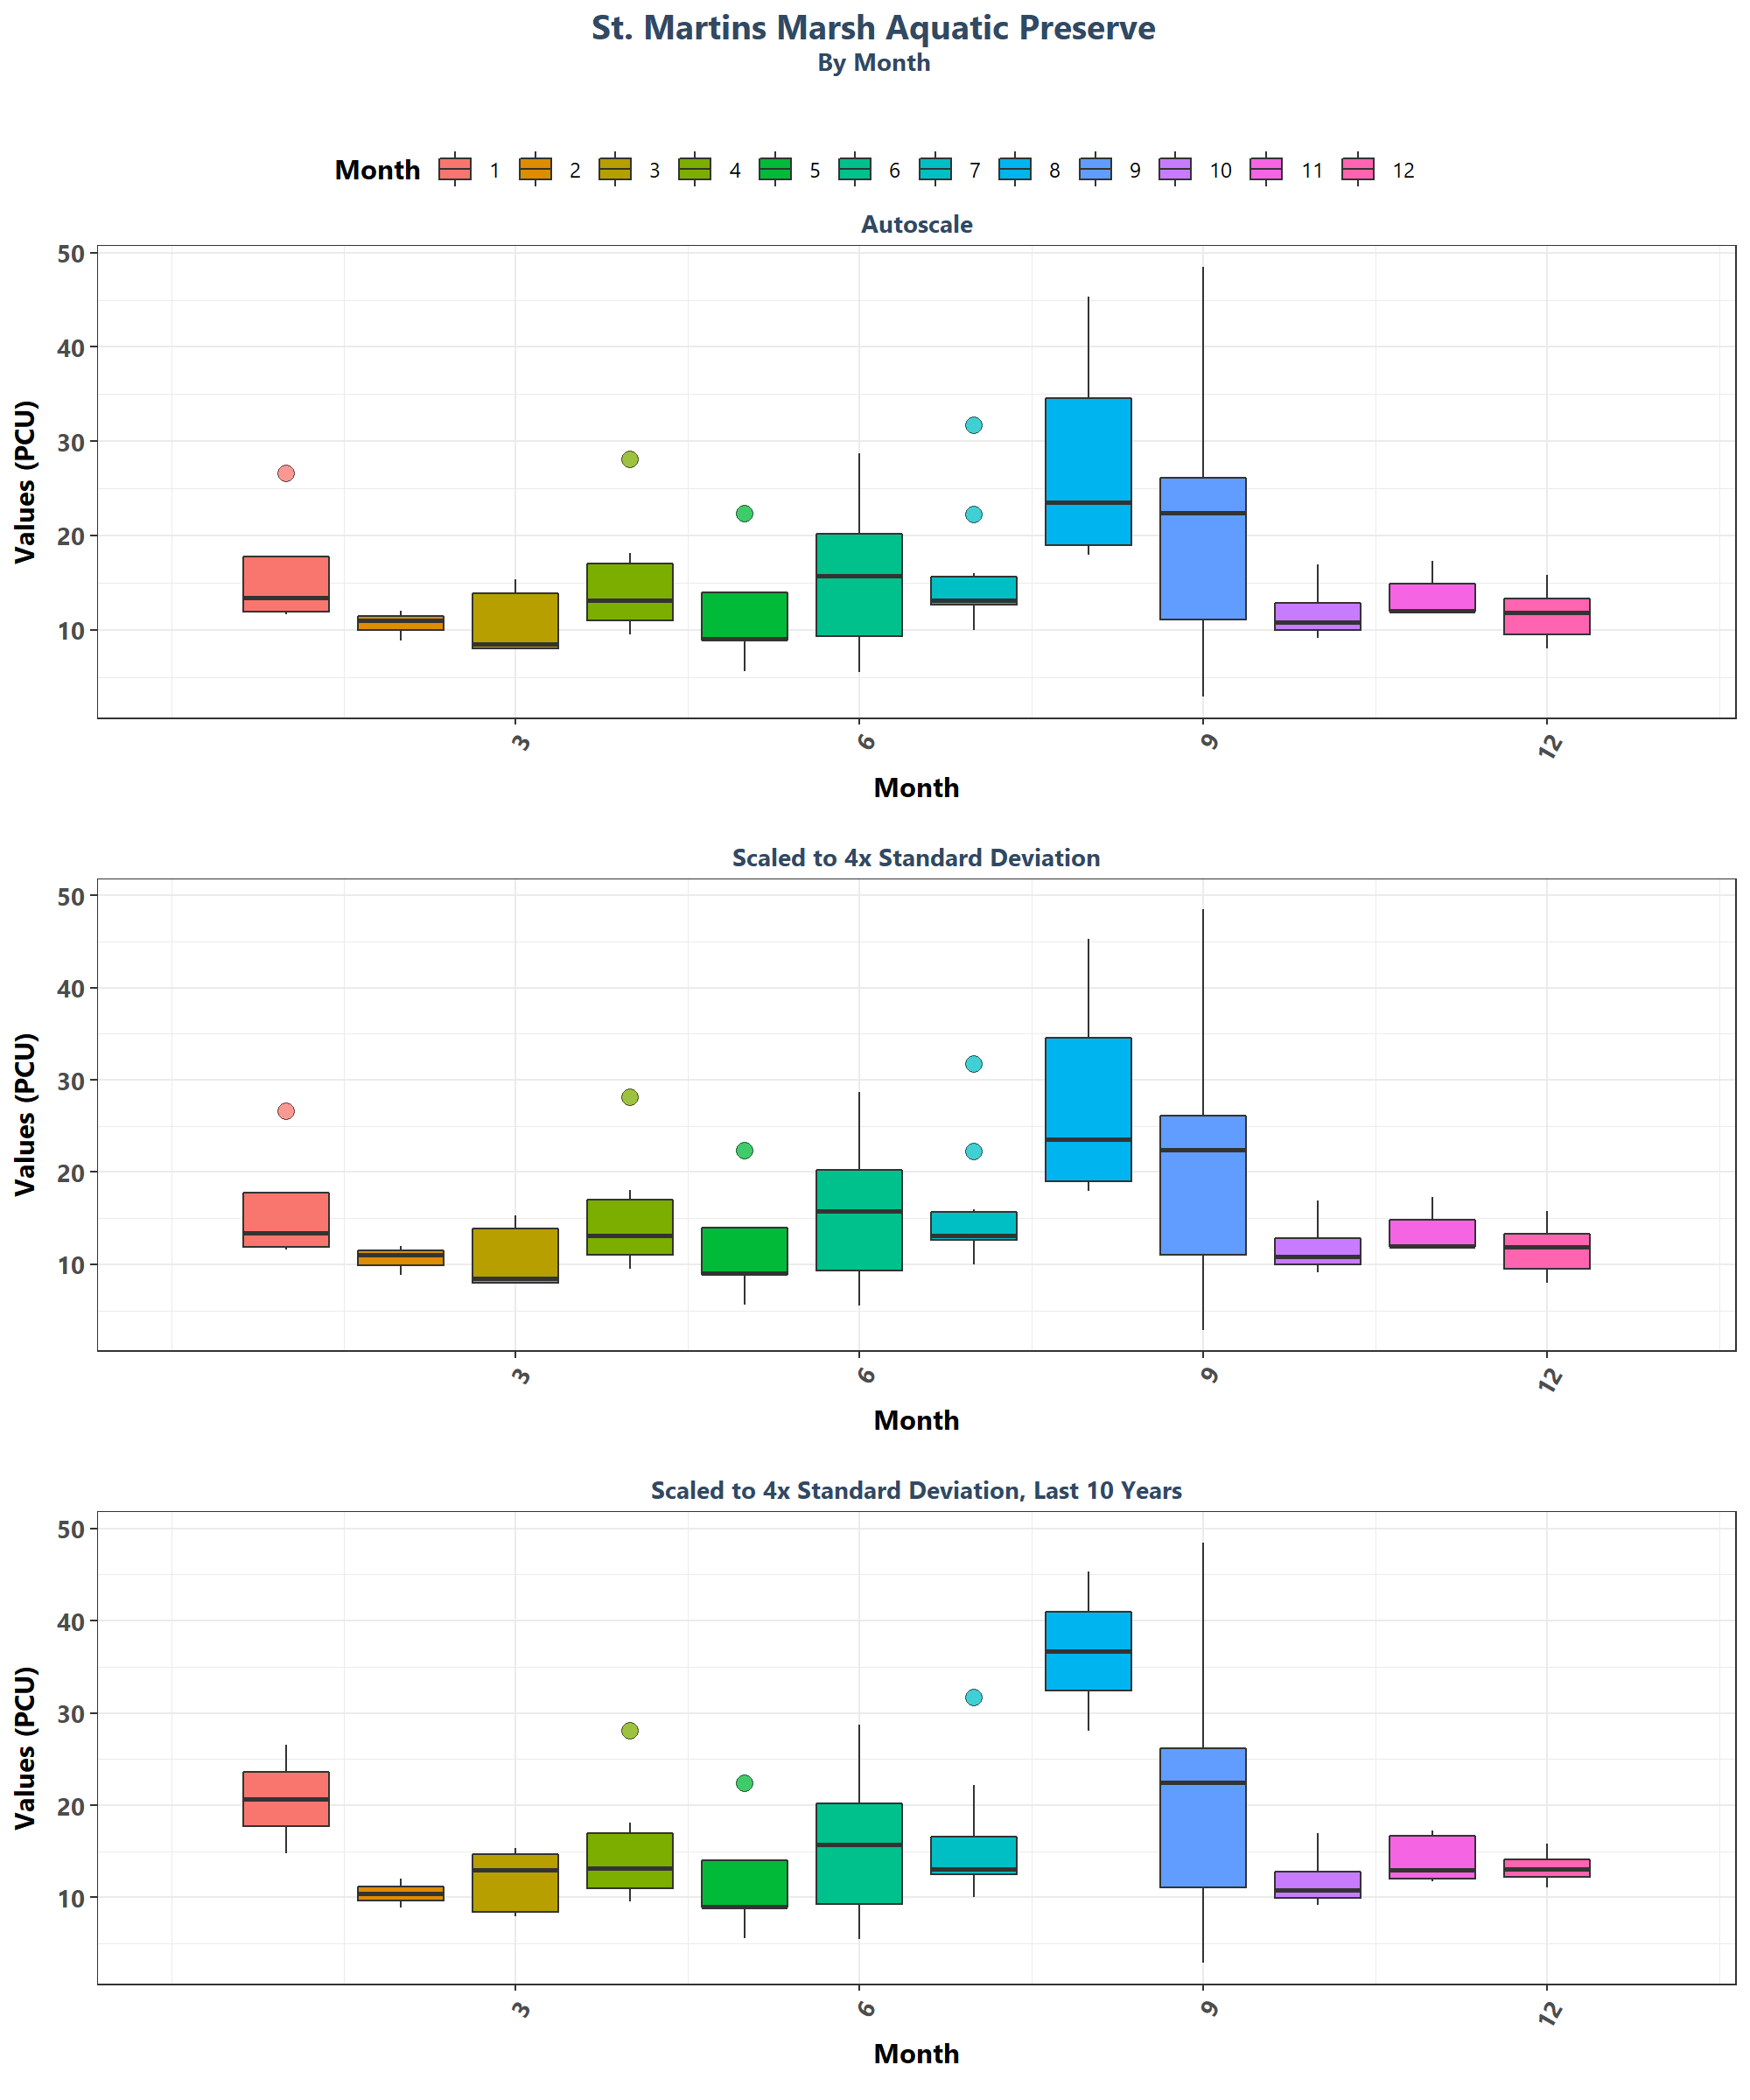 St. Martins Marsh Aquatic Preserve
By Month
Month 1 2 3 4 5 6 7 8 9 10 11 12
Autoscale
Values (PCU)
50
40
30
20
10
3 6 9 12
Month
Scaled to 4x Standard Deviation
Values (PCU)
50
40
30
20
10
3 6 9 12
Month
Scaled to 4x Standard Deviation, Last 10 Years
Values (PCU)
50
40
30
20
10
3 6 9 12
Month